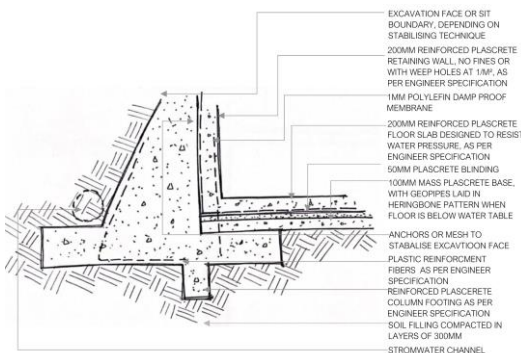 EXCAVATION FACE OR SIT
BOUNDARY, DEPENDING ON
STABILISING TECHNIQUE
200MM REINFORCED PLASCRETE
RETAINING WALL, NO FINES OR
WITH WEEP HOLES AT 1/M², AS
PER ENGINEER SPECIFICATION
1MM POLYLEFIN DAMP PROOF
MEMBRANE
200MM REINFORCED PLASCRETE
FLOOR SLAB DESIGNED TO RESIST
WATER PRESSURE, AS PER
ENGINEER SPECIFICATION
50MM PLASCRETE BLINDING
100MM MASS PLASCRETE BASE,
WITH GEOPIPES LAID IN
HERINGBONE PATTERN WHEN
FLOOR IS BELOW WATER TABLE
ANCHORS OR MESH TO
STABALISE EXCAVTIOON FACE
PLASTIC REINFORCMENT
FIBERS AS PER ENGINEER
SPECIFICATION
REINFORCED PLASCERETE
COLUMN FOOTING AS PER
ENGINEER SPECIFICATION
SOIL FILLING COMPACTED IN
LAYERS OF 300MM
STROMWATER CHANNEL